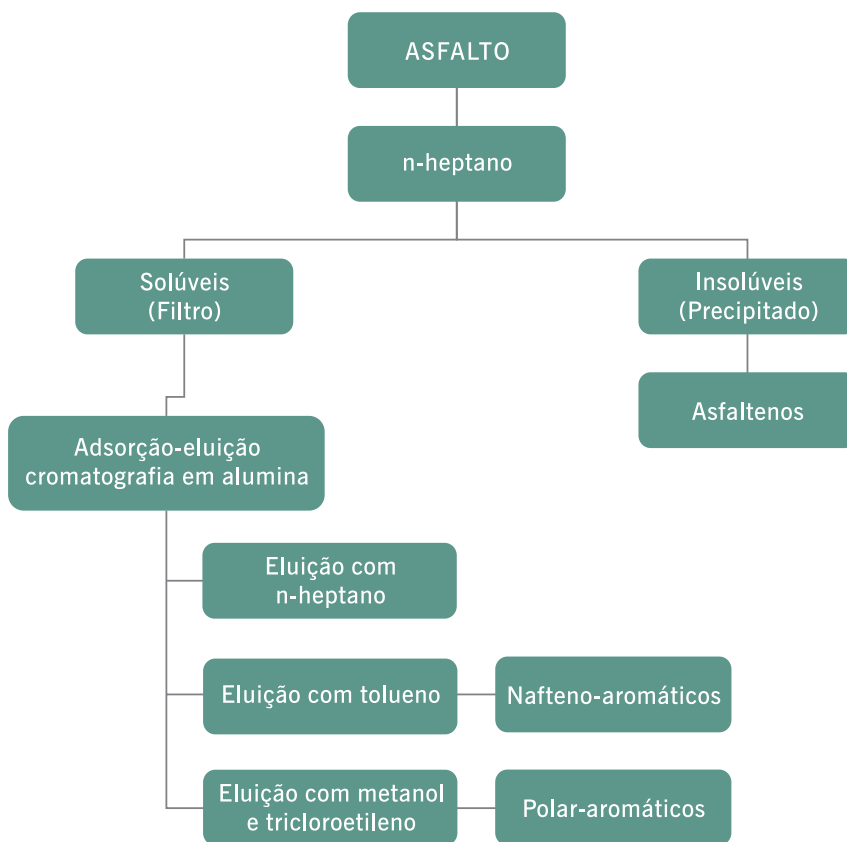 ASFALTO
n-heptano
Solúveis
(Filtro)
Insolúveis
(Precipitado)
Asfaltenos
Adsorção-eluição
cromatografia em alumina
Eluição com
n-heptano
Eluição com tolueno
Nafteno-aromáticos
Eluição com metanol
e tricloroetileno
Polar-aromáticos